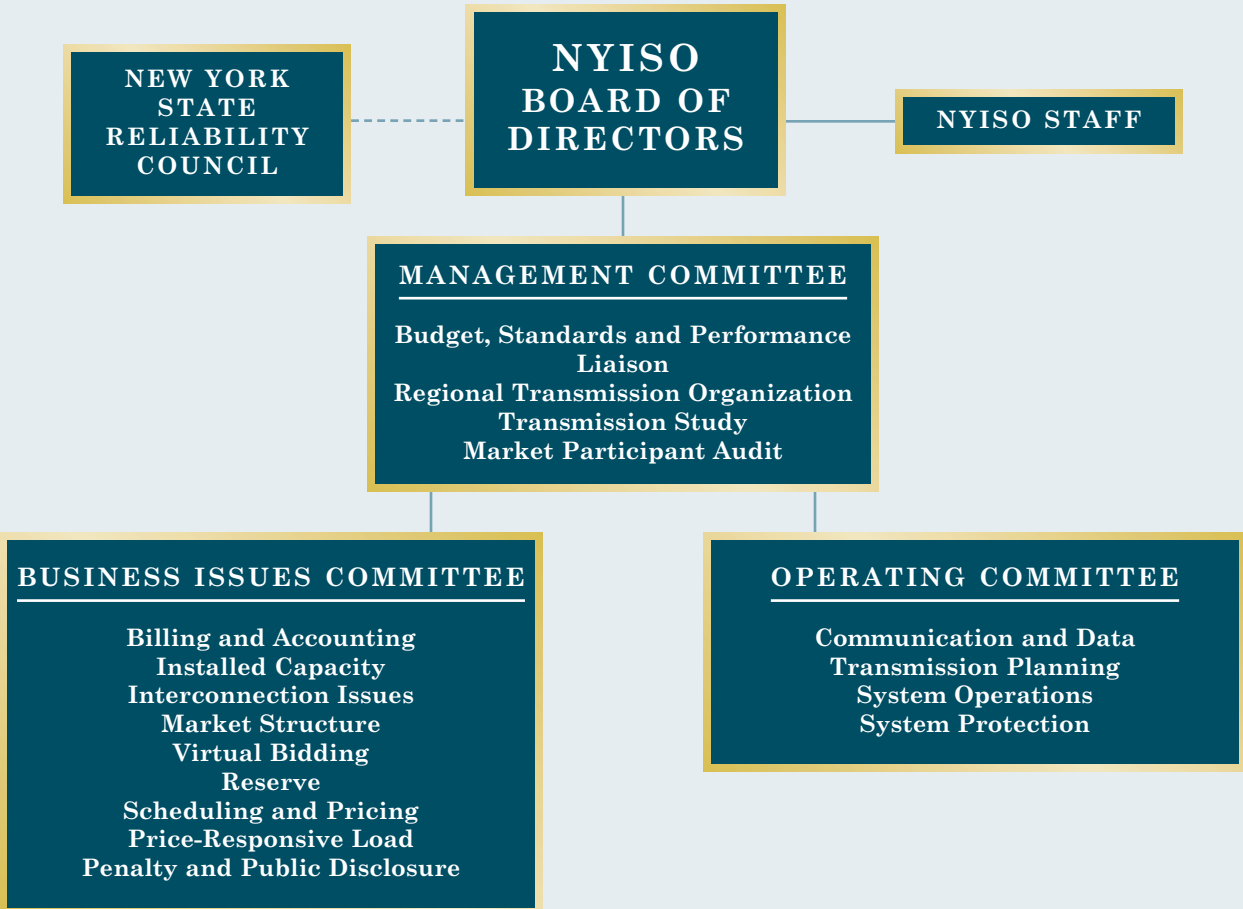 NEW YORK
STATE
RELIABILITY
COUNCIL
NYISO
BOARD OF
DIRECTORS
NYISO STAFF
MANAGEMENT COMMITTEE
Budget, Standards and Performance
Liaison
Regional Transmission Organization
Transmission Study
Market Participant Audit
BUSINESS ISSUES COMMITTEE
Billing and Accounting
Installed Capacity
Interconnection Issues
Market Structure
Virtual Bidding
Reserve
Scheduling and Pricing
Price-Responsive Load
Penalty and Public Disclosure
OPERATING COMMITTEE
Communication and Data
Transmission Planning
System Operations
System Protection